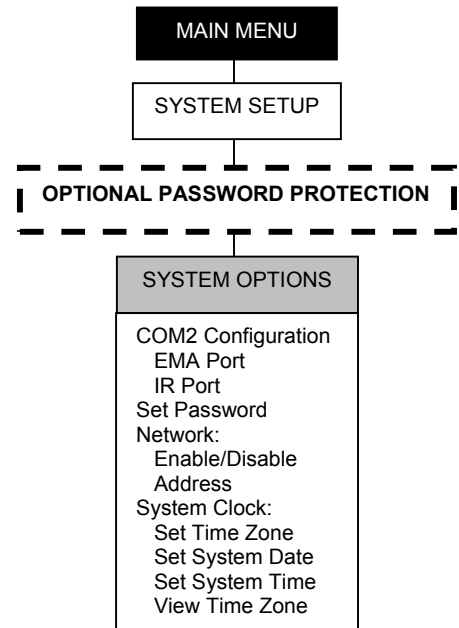 MAIN MENU
SYSTEM SETUP
OPTIONAL PASSWORD PROTECTION
SYSTEM OPTIONS
COM2 Configuration
EMA Port
IR Port
Set Password
Network:
Enable/Disable
Address
System Clock:
Set Time Zone
Set System Date
Set System Time
View Time Zone